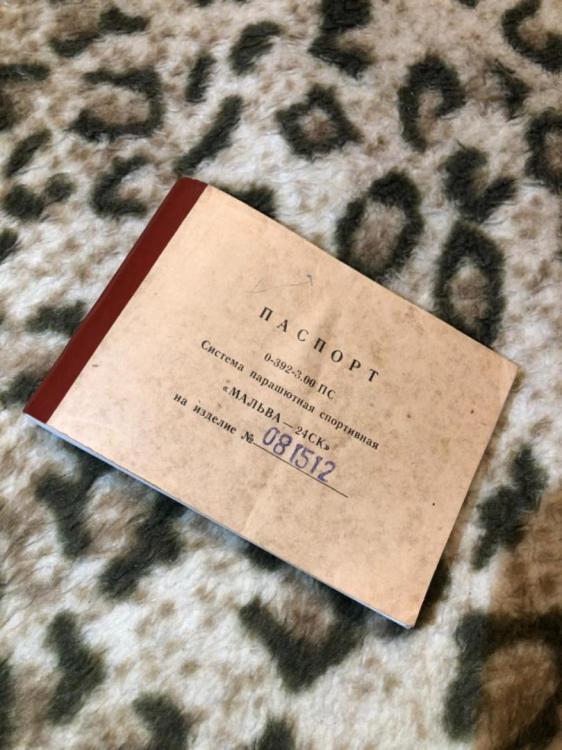 ПАСПОРТ
0-392-3.00 ПС
Система парашютная спортивная
«МАЛЬВА — 24СК»
на изделие № 081512